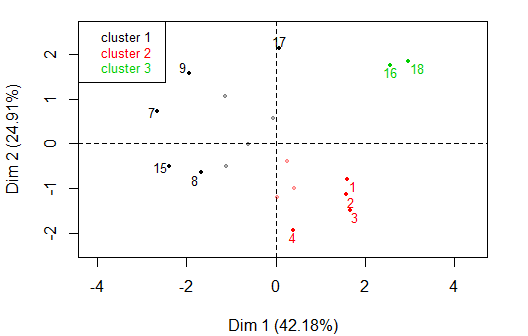 cluster 1
cluster 2
cluster 3
17
9
16 18
7
15
8
1
2
3
4
Dim 2 (24.91%)
2
1
0
-1
-2
-4 -2 0 2 4
Dim 1 (42.18%)